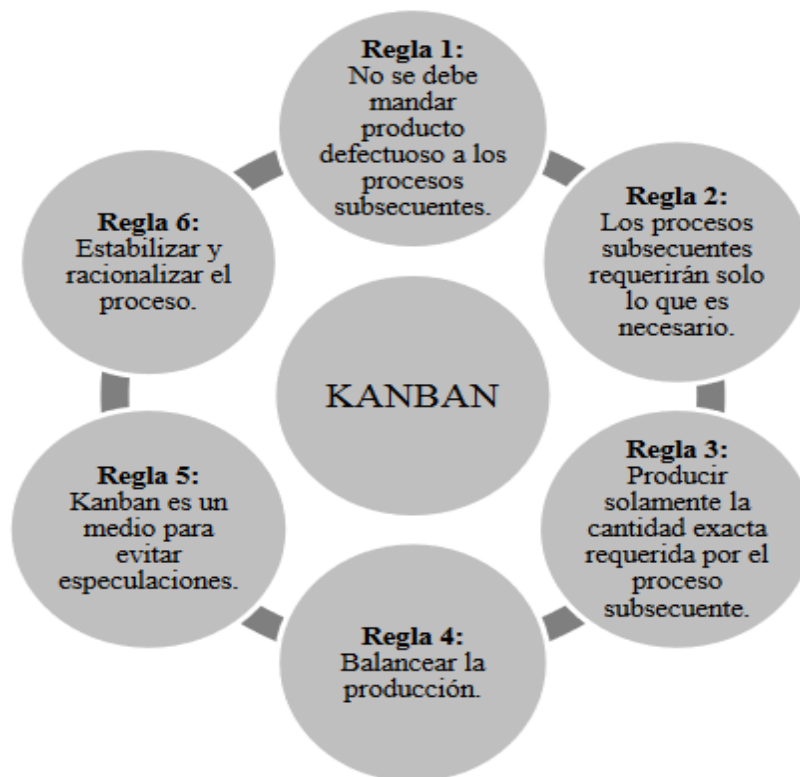 Regla 1:
No se debe
mandar
producto
defectuoso a los
procesos
subsecuentes.
Regla 2:
Los procesos
subsecuentes
requerirán solo
lo que es
necesario.
Regla 3:
Producir
solamente la
cantidad exacta
requerida por el
proceso
subsecuente.
Regla 4:
Balancear la
producción.
Regla 5:
Kanban es un
medio para
evitar
especulaciones.
Regla 6:
Estabilizar y
racionalizar el
proceso.
KANBAN